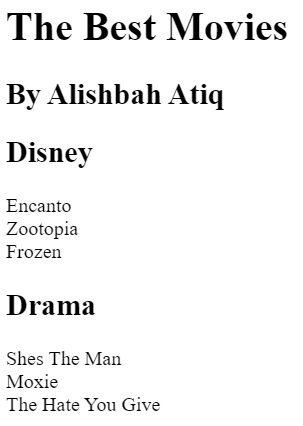 The Best Movies
By Alishbah Atiq
Disney
Encanto
Zootopia
Frozen
Drama
Shes The Man
Moxie
The Hate You Give